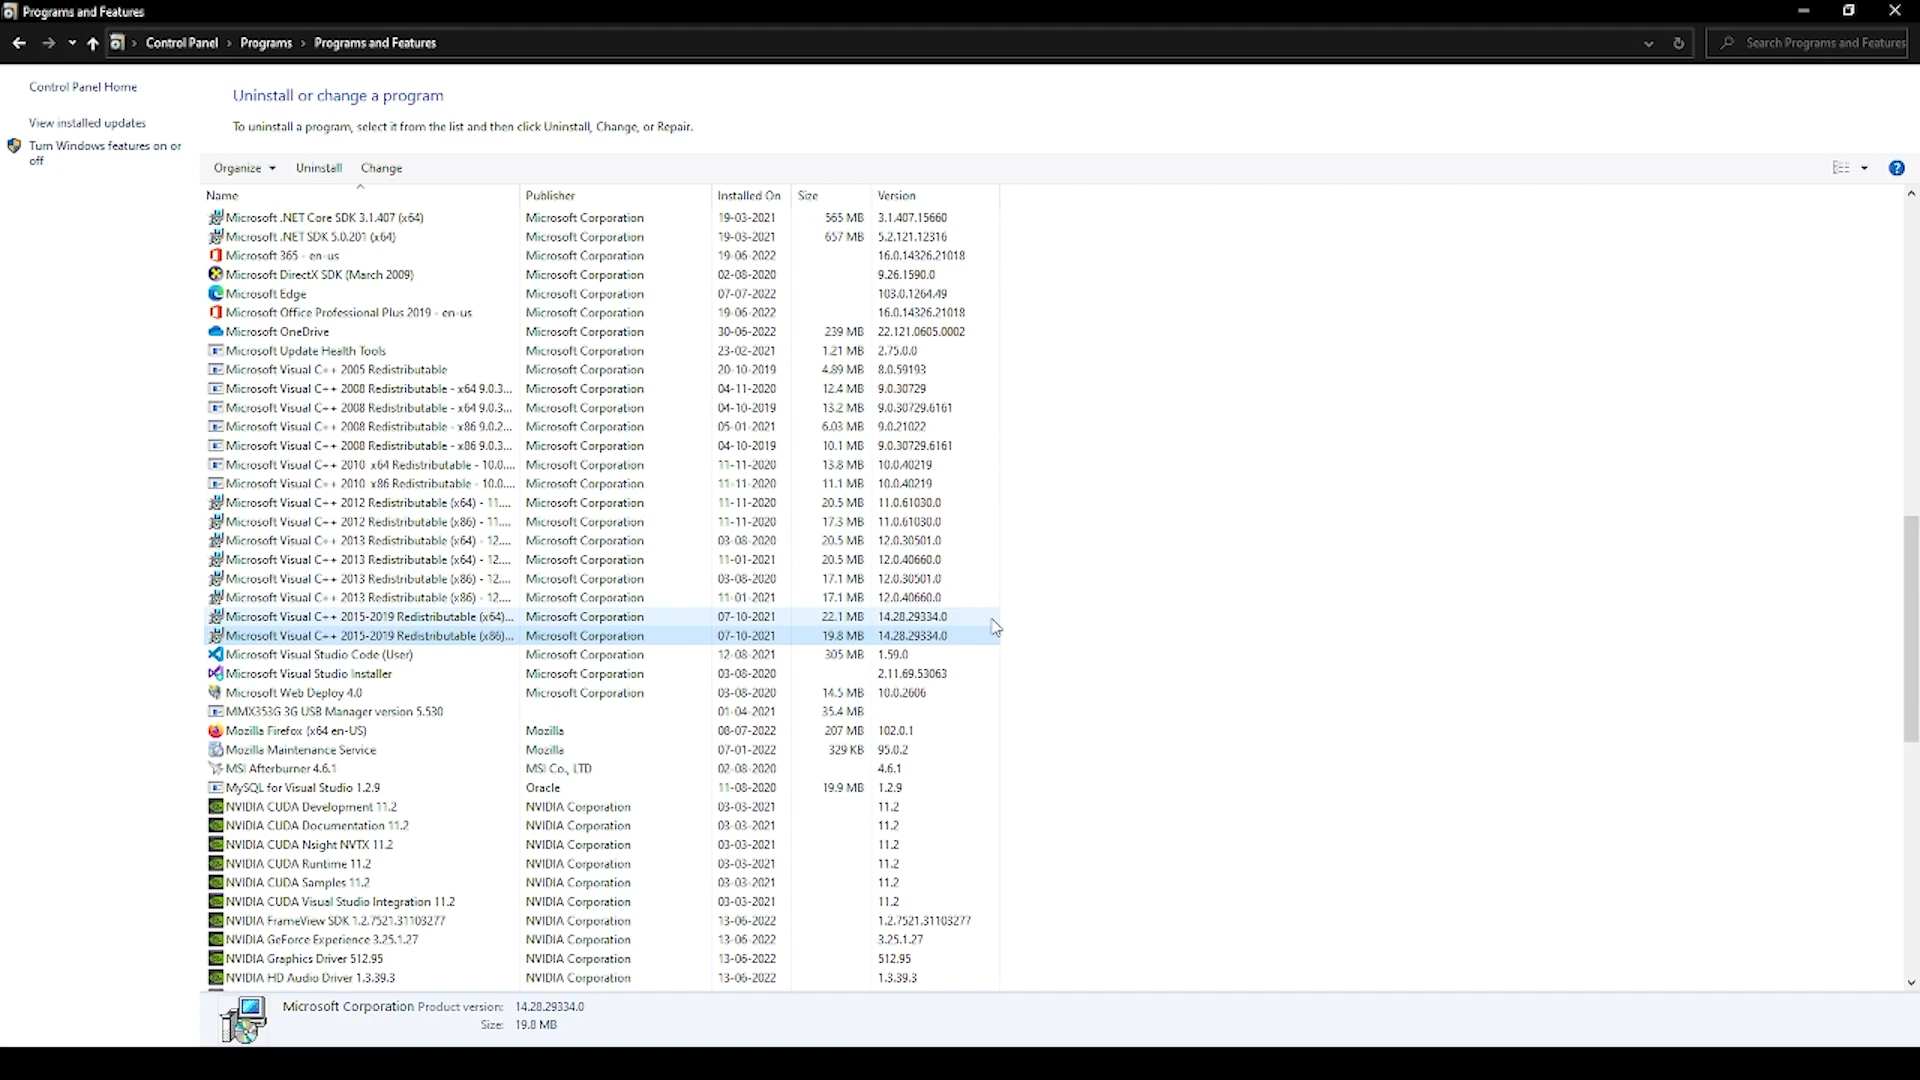 Programs and Features
Control Panel › Programs › Programs and Features
Search Programs and Features
Control Panel Home
View installed updates
Turn Windows features on or
off
Uninstall or change a program
To uninstall a program, select it from the list and then click Uninstall, Change, or Repair.
Organize Uninstall Change
Name Publisher Installed On Size Version
Microsoft .NET Core SDK 3.1.407 (x64) Microsoft Corporation 19-03-2021 565 MB 3.1.407.15660
Microsoft .NET SDK 5.0.201 (x64) Microsoft Corporation 19-03-2021 657 MB 5.2.121.12316
Microsoft 365 - en-us Microsoft Corporation 19-06-2022 16.0.14326.21018
Microsoft DirectX SDK (March 2009) Microsoft Corporation 02-08-2020 9.26.1590.0
Microsoft Edge Microsoft Corporation 07-07-2022 103.0.1264.49
Microsoft Office Professional Plus 2019 - en-us Microsoft Corporation 19-06-2022 16.0.14326.21018
Microsoft OneDrive Microsoft Corporation 30-06-2022 239 MB 22.121.0605.0002
Microsoft Update Health Tools Microsoft Corporation 23-02-2021 1.21 MB 2.75.0.0
Microsoft Visual C++ 2005 Redistributable Microsoft Corporation 20-10-2019 4.89 MB 8.0.59193
Microsoft Visual C++ 2008 Redistributable - x64 9.0.3... Microsoft Corporation 04-11-2020 12.4 MB 9.0.30729
Microsoft Visual C++ 2008 Redistributable - x64 9.0.3... Microsoft Corporation 04-10-2019 13.2 MB 9.0.30729.6161
Microsoft Visual C++ 2008 Redistributable - x86 9.0.2... Microsoft Corporation 05-01-2021 6.03 MB 9.0.21022
Microsoft Visual C++ 2008 Redistributable - x86 9.0.3... Microsoft Corporation 04-10-2019 10.1 MB 9.0.30729.6161
Microsoft Visual C++ 2010 x64 Redistributable - 10.0.... Microsoft Corporation 11-11-2020 13.8 MB 10.0.40219
Microsoft Visual C++ 2010 x86 Redistributable - 10.0.... Microsoft Corporation 11-11-2020 11.1 MB 10.0.40219
Microsoft Visual C++ 2012 Redistributable (x64) - 11.... Microsoft Corporation 11-11-2020 20.5 MB 11.0.61030.0
Microsoft Visual C++ 2012 Redistributable (x86) - 11.... Microsoft Corporation 11-11-2020 17.3 MB 11.0.61030.0
Microsoft Visual C++ 2013 Redistributable (x64) - 12.... Microsoft Corporation 03-08-2020 20.5 MB 12.0.30501.0
Microsoft Visual C++ 2013 Redistributable (x64) - 12.... Microsoft Corporation 11-01-2021 20.5 MB 12.0.40660.0
Microsoft Visual C++ 2013 Redistributable (x86) - 12.... Microsoft Corporation 03-08-2020 17.1 MB 12.0.30501.0
Microsoft Visual C++ 2013 Redistributable (x86) - 12.... Microsoft Corporation 11-01-2021 17.1 MB 12.0.40660.0
Microsoft Visual C++ 2015-2019 Redistributable (x64)... Microsoft Corporation 07-10-2021 22.1 MB 14.28.29334.0
Microsoft Visual C++ 2015-2019 Redistributable (x86)... Microsoft Corporation 07-10-2021 19.8 MB 14.28.29334.0
Microsoft Visual Studio Code (User) Microsoft Corporation 12-08-2021 305 MB 1.59.0
Microsoft Visual Studio Installer Microsoft Corporation 03-08-2020 2.11.69.53063
Microsoft Web Deploy 4.0 Microsoft Corporation 03-08-2020 14.5 MB 10.0.2606
MMX353G 3G USB Manager version 5.530 01-04-2021 35.4 MB
Mozilla Firefox (x64 en-US) Mozilla 08-07-2022 207 MB 102.0.1
Mozilla Maintenance Service Mozilla 07-01-2022 329 KB 95.0.2
MSI Afterburner 4.6.1 MSI Co., LTD 02-08-2020 4.6.1
MySQL for Visual Studio 1.2.9 Oracle 11-08-2020 19.9 MB 1.2.9
NVIDIA CUDA Development 11.2 NVIDIA Corporation 03-03-2021 11.2
NVIDIA CUDA Documentation 11.2 NVIDIA Corporation 03-03-2021 11.2
NVIDIA CUDA Nsight NVTX 11.2 NVIDIA Corporation 03-03-2021 11.2
NVIDIA CUDA Runtime 11.2 NVIDIA Corporation 03-03-2021 11.2
NVIDIA CUDA Samples 11.2 NVIDIA Corporation 03-03-2021 11.2
NVIDIA CUDA Visual Studio Integration 11.2 NVIDIA Corporation 03-03-2021 11.2
NVIDIA FrameView SDK 1.2.7521.31103277 NVIDIA Corporation 13-06-2022 1.2.7521.31103277
NVIDIA GeForce Experience 3.25.1.27 NVIDIA Corporation 13-06-2022 3.25.1.27
NVIDIA Graphics Driver 512.95 NVIDIA Corporation 13-06-2022 512.95
NVIDIA HD Audio Driver 1.3.39.3 NVIDIA Corporation 13-06-2022 1.3.39.3
Microsoft Corporation Product version: 14.28.29334.0
Size: 19.8 MB